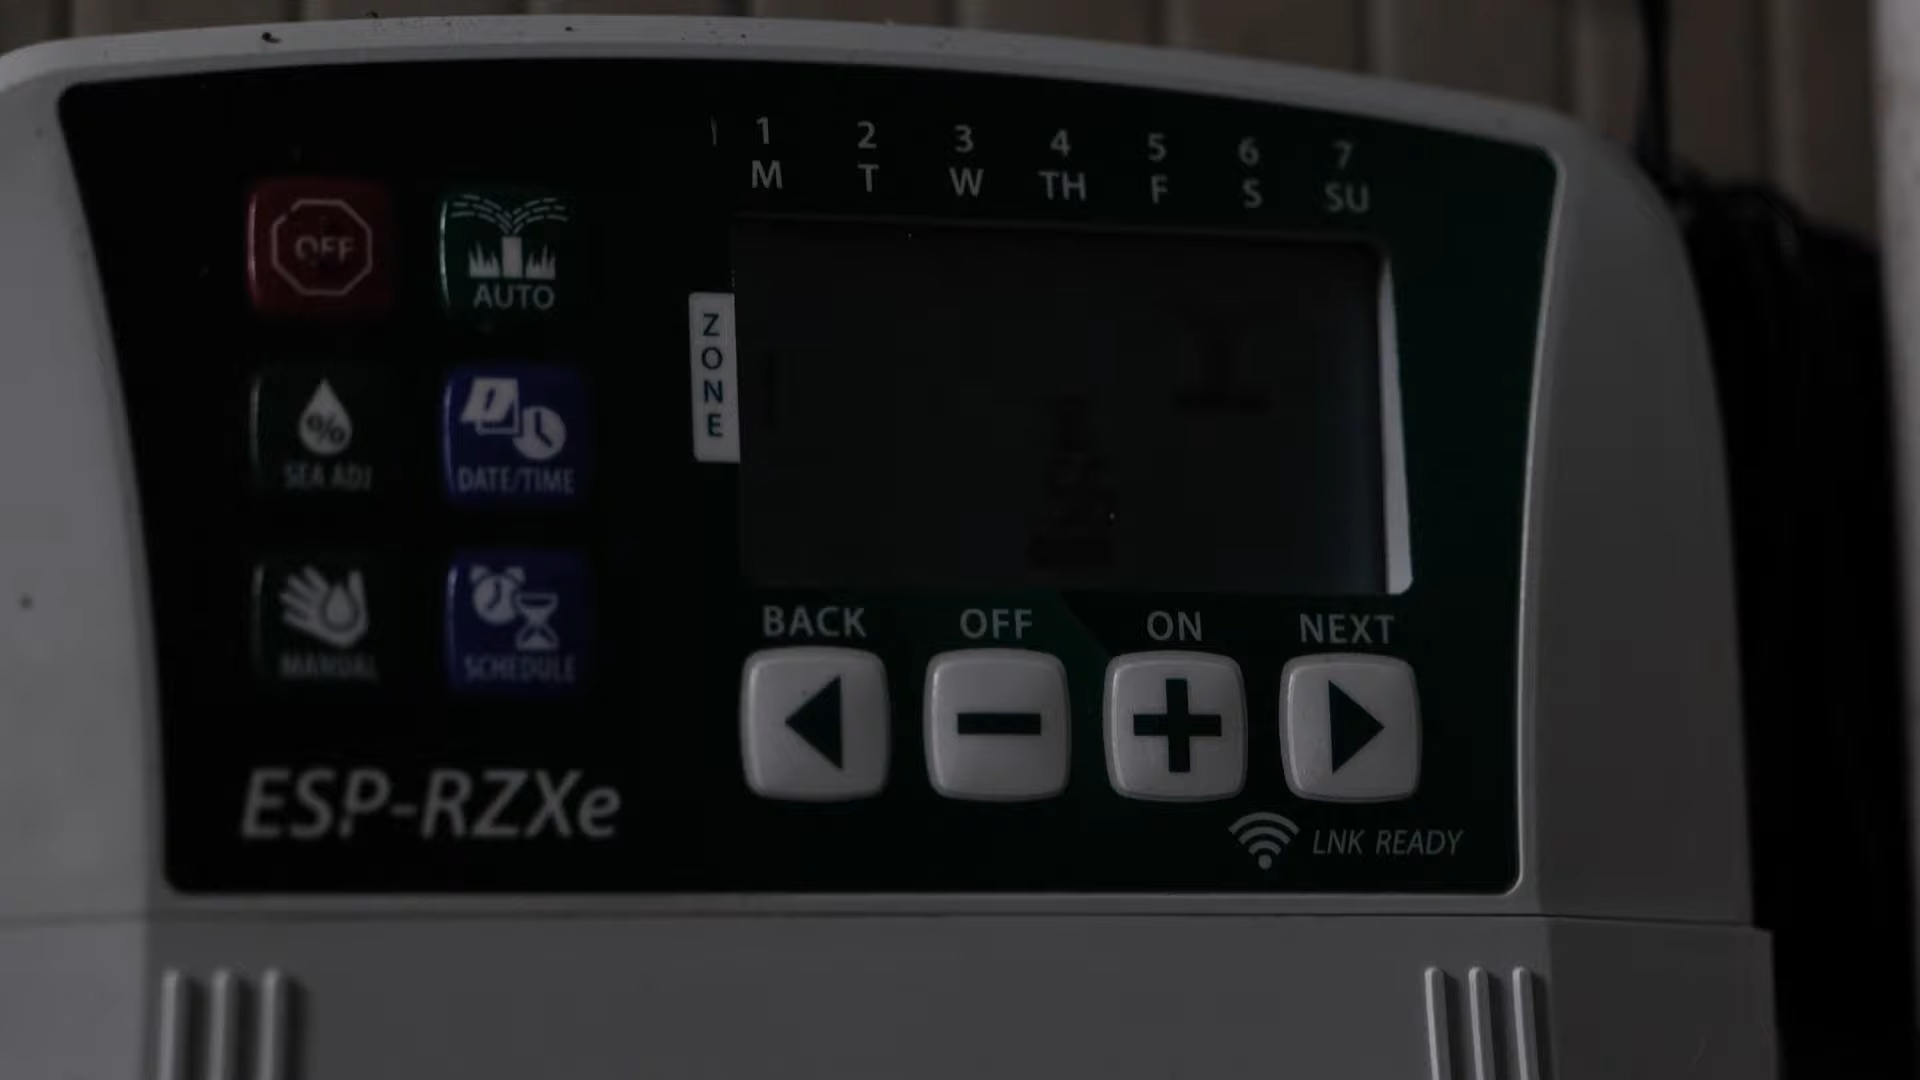 1 2 3 4 5 6 7
M T W TH F S SU
OFF
AUTO
ZONE
%
SEA ADJ
DATE/TIME
MANUAL
SCHEDULE
BACK OFF ON NEXT
ESP-RZXe
LNK READY